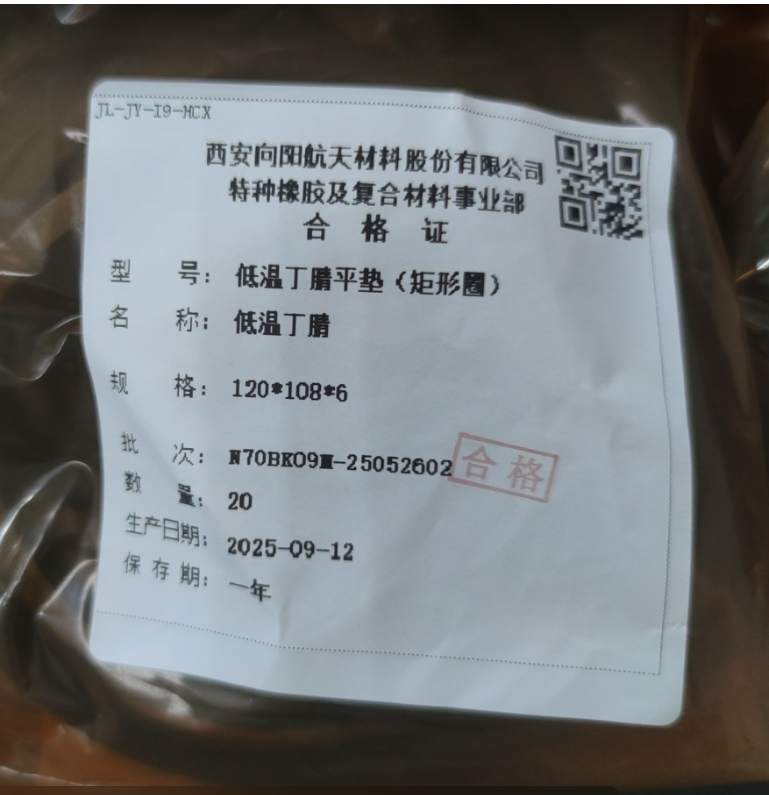 JL-JY-19-MCX
西安向阳航天材料股份有限公司
特种橡胶及复合材料事业部
合 格 证
型 号：低温丁腈平垫（矩形圈）
名 称：低温丁腈
规 格：120*108*6
批 次：N70BK09M-25052602
合格
数 量：20
生产日期：2025-09-12
保 存 期：一年